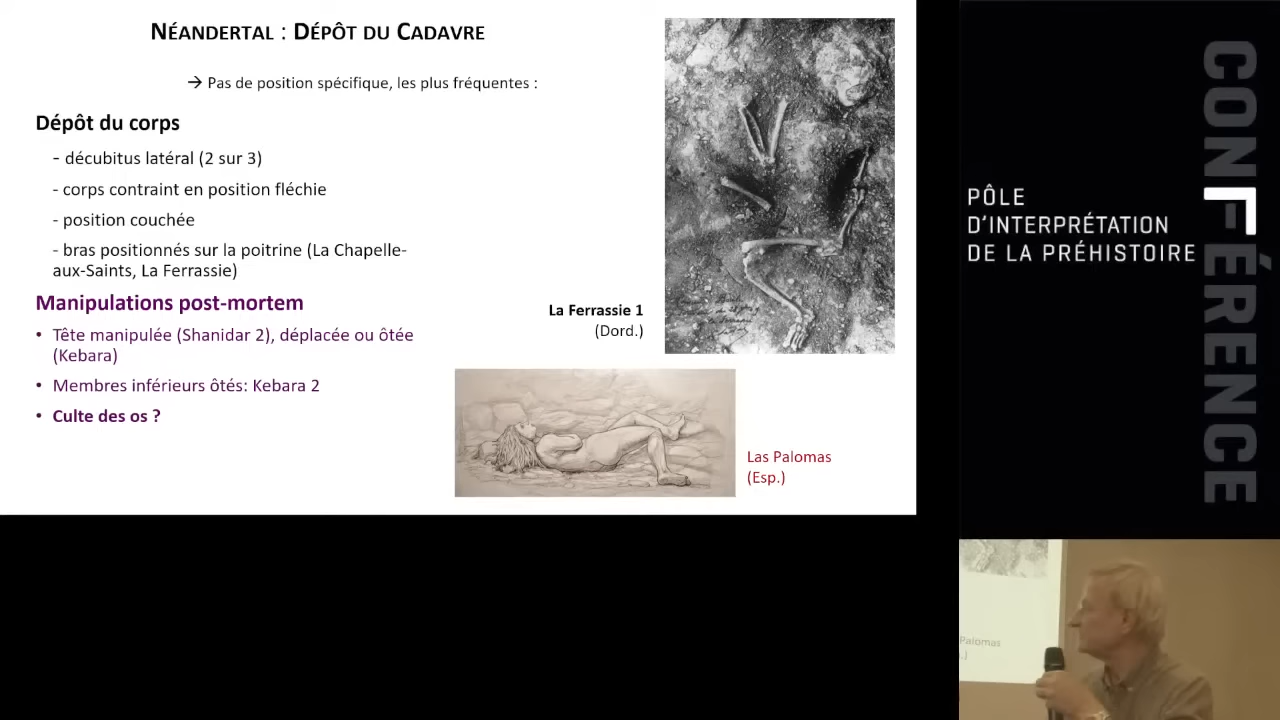 NÉANDERTAL : DÉPÔT DU CADAVRE
→ Pas de position spécifique, les plus fréquentes :
Dépôt du corps
- décubitus latéral (2 sur 3)
- corps contraint en position fléchie
- position couchée
- bras positionnés sur la poitrine (La Chapelle-
aux-Saints, La Ferrassie)
Manipulations post-mortem
• Tête manipulée (Shanidar 2), déplacée ou ôtée
(Kebara)
• Membres inférieurs ôtés: Kebara 2
• Culte des os ?
La Ferrassie 1
(Dord.)
Las Palomas
(Esp.)
PÔLE
D'INTERPRÉTATION
DE LA PRÉHISTOIRE
CONFÉRENCE
Palomas